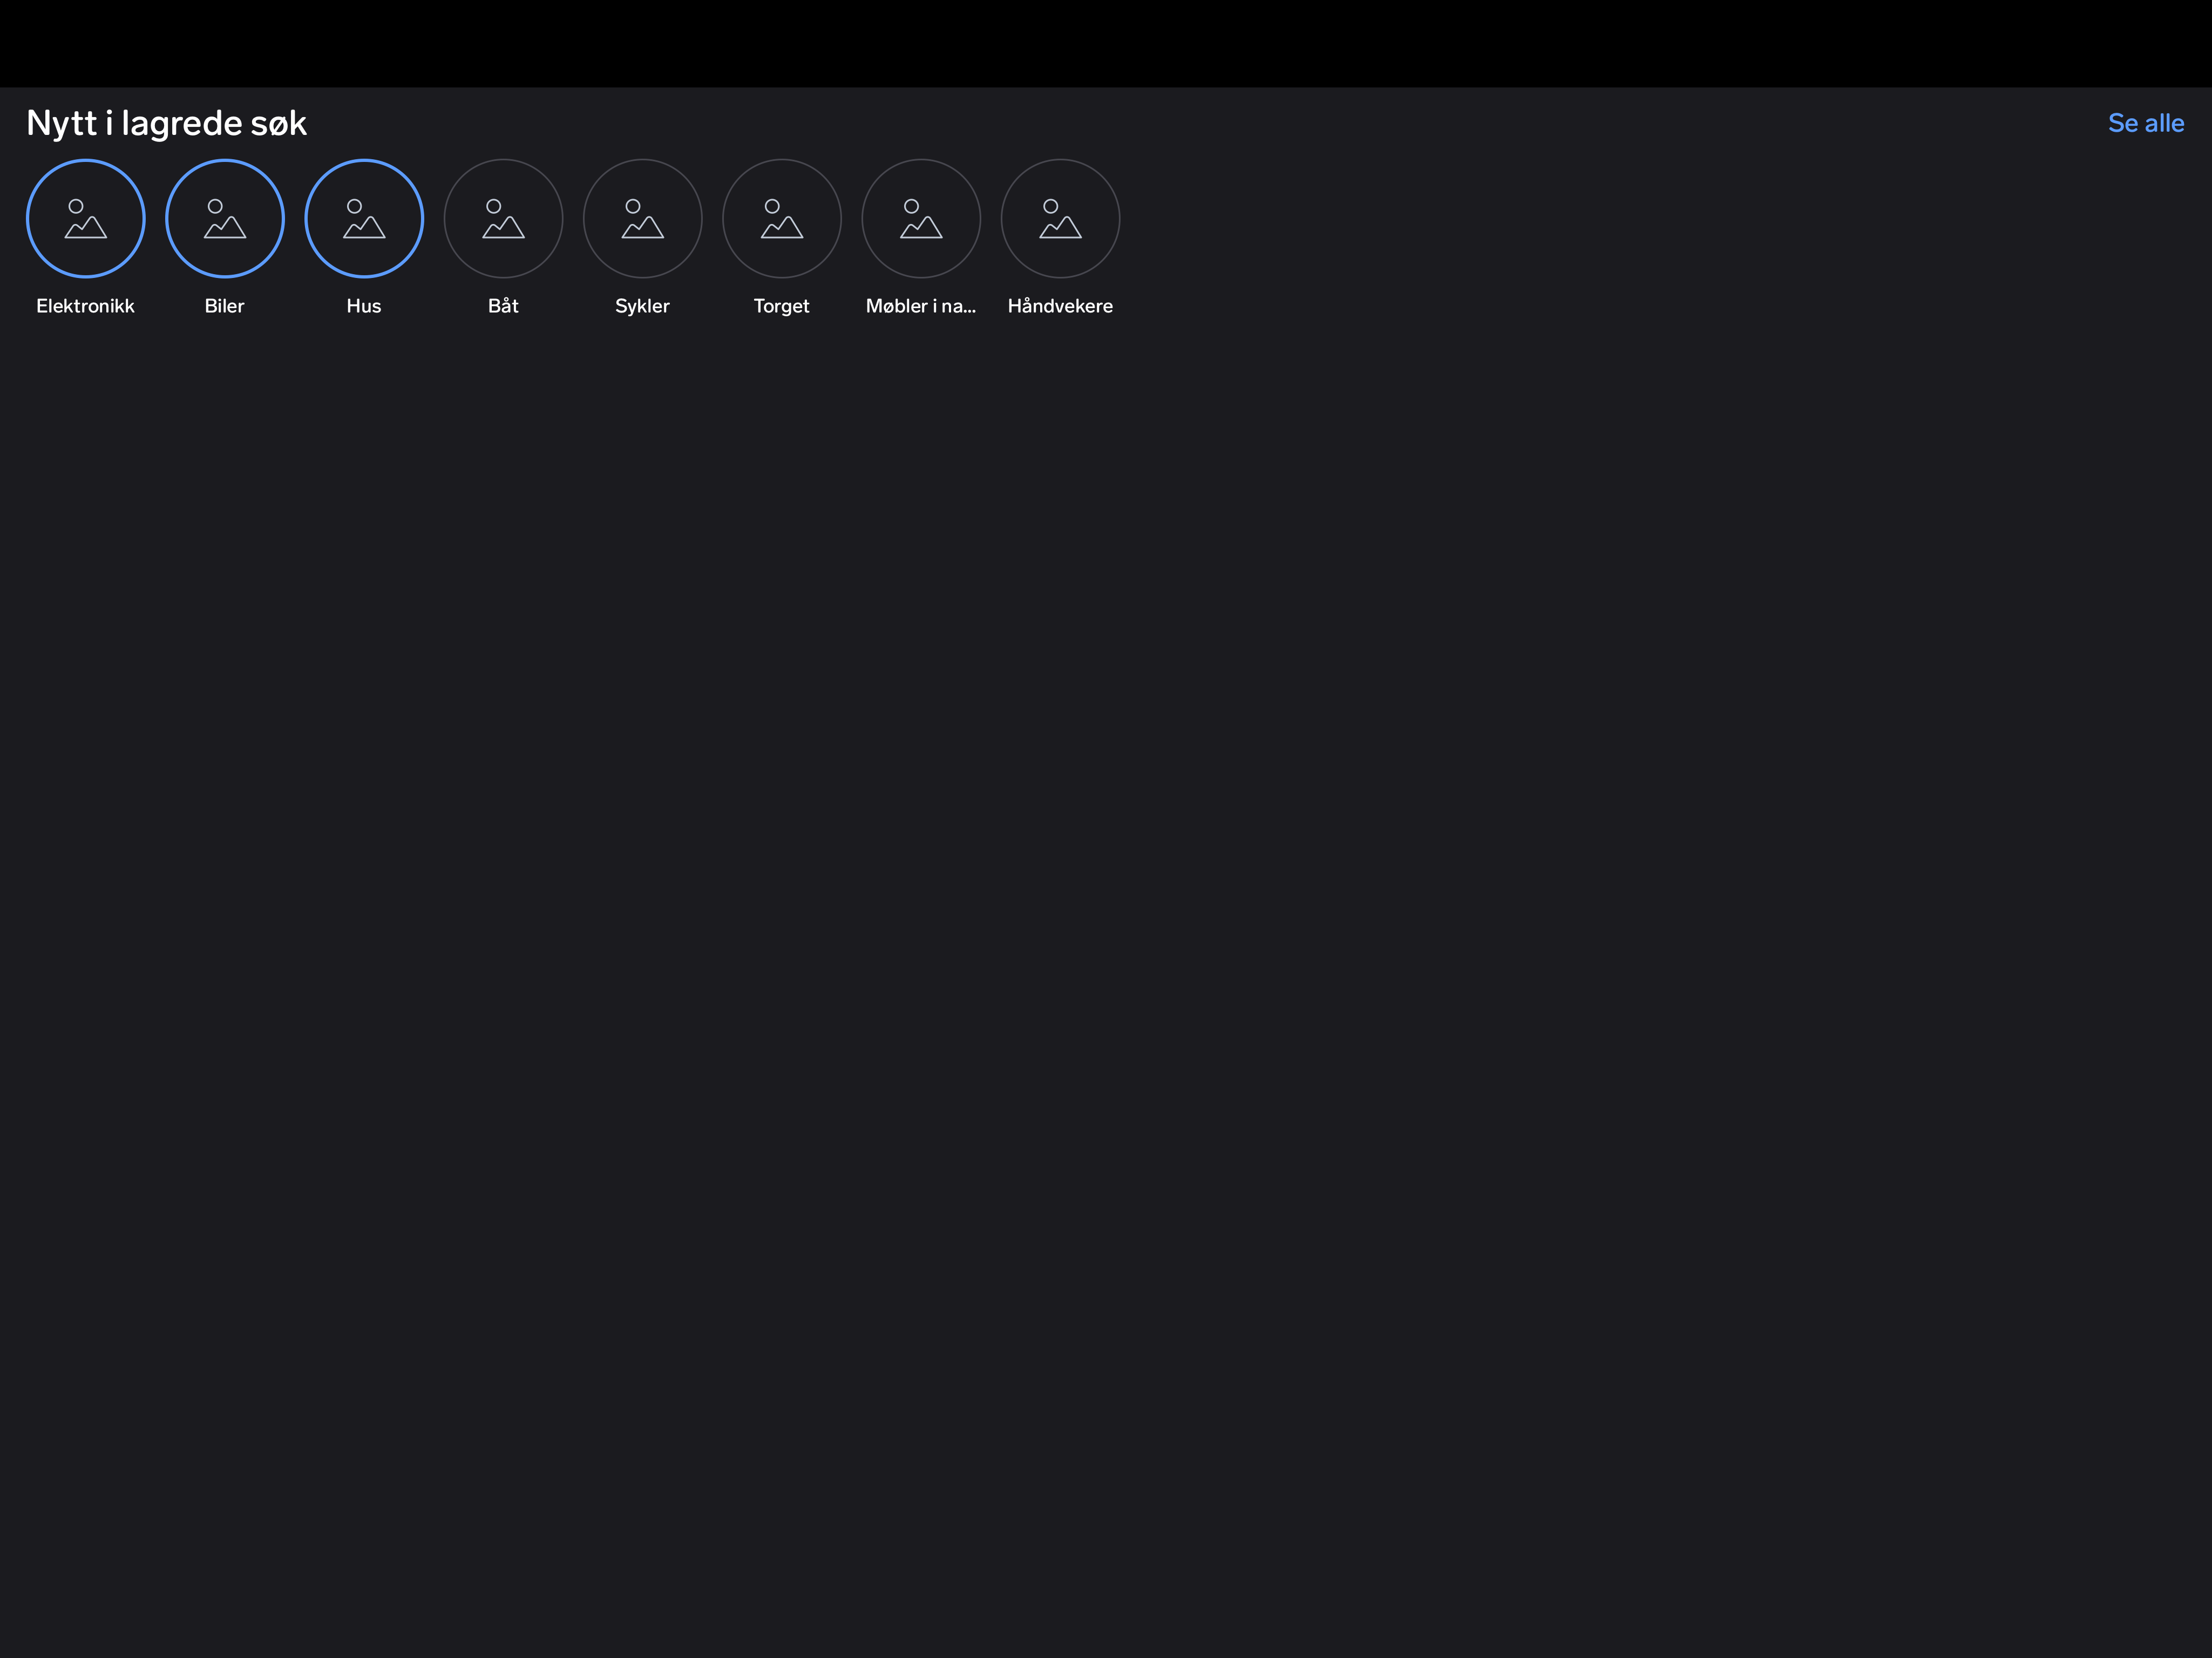 Nytt i lagrede søk
Se alle
Elektronikk
Biler
Hus
Båt
Sykler
Torget
Møbler i na...
Håndvekere